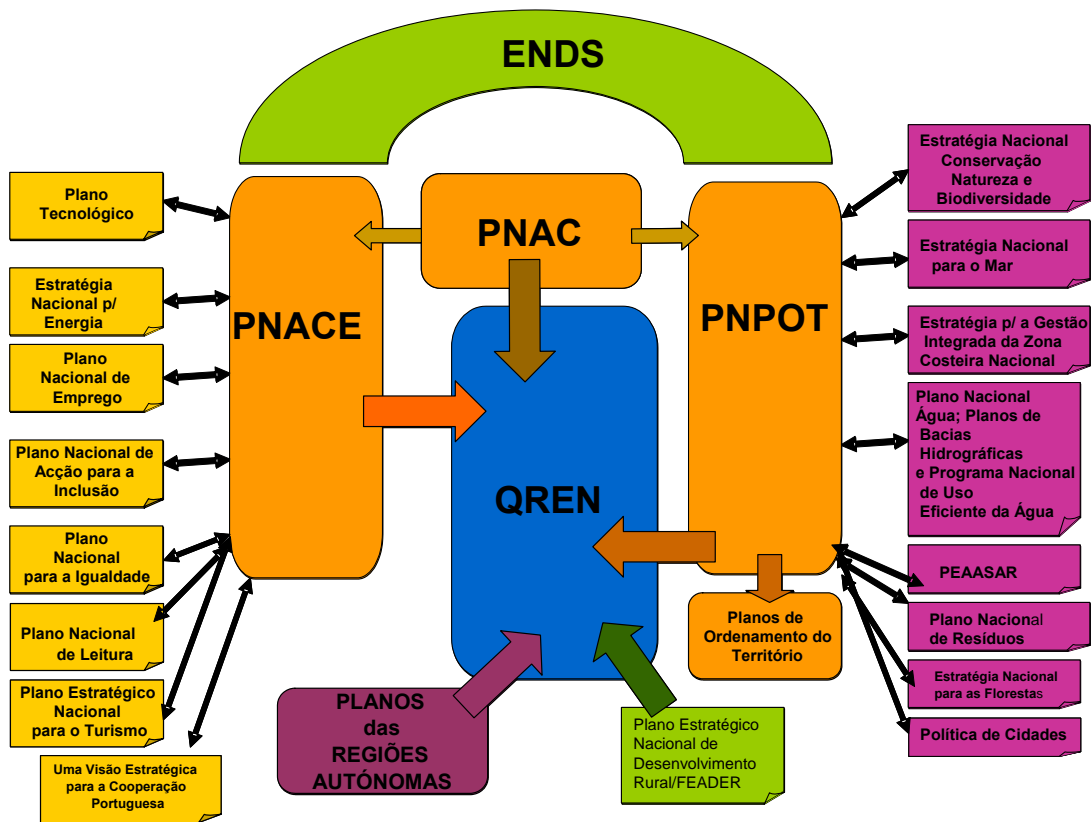 ENDS
Plano
Tecnológico
Estratégia
Nacional p/
Energia
Plano
Nacional de
Emprego
Plano Nacional de
Acção para a
Inclusão
Plano
Nacional
para a Igualdade
Plano Nacional
de Leitura
Plano Estratégico
Nacional
para o Turismo
Uma Visão Estratégica
para a Cooperação
Portuguesa
PNACE
PNAC
QREN
PNPOT
Planos de
Ordenamento do
Território
PLANOS
das
REGIÕES
AUTÓNOMAS
Plano Estratégico
Nacional de
Desenvolvimento
Rural/FEADER
Estratégia Nacional
Conservação
Natureza e
Biodiversidade
Estratégia Nacional
para o Mar
Estratégia p/ a Gestão
Integrada da Zona
Costeira Nacional
Plano Nacional
Água; Planos de
Bacias
Hidrográficas
e Programa Nacional
de Uso
Eficiente da Água
PEAASAR
Plano Nacional
de Resíduos
Estratégia Nacional
para as Florestas
Política de Cidades